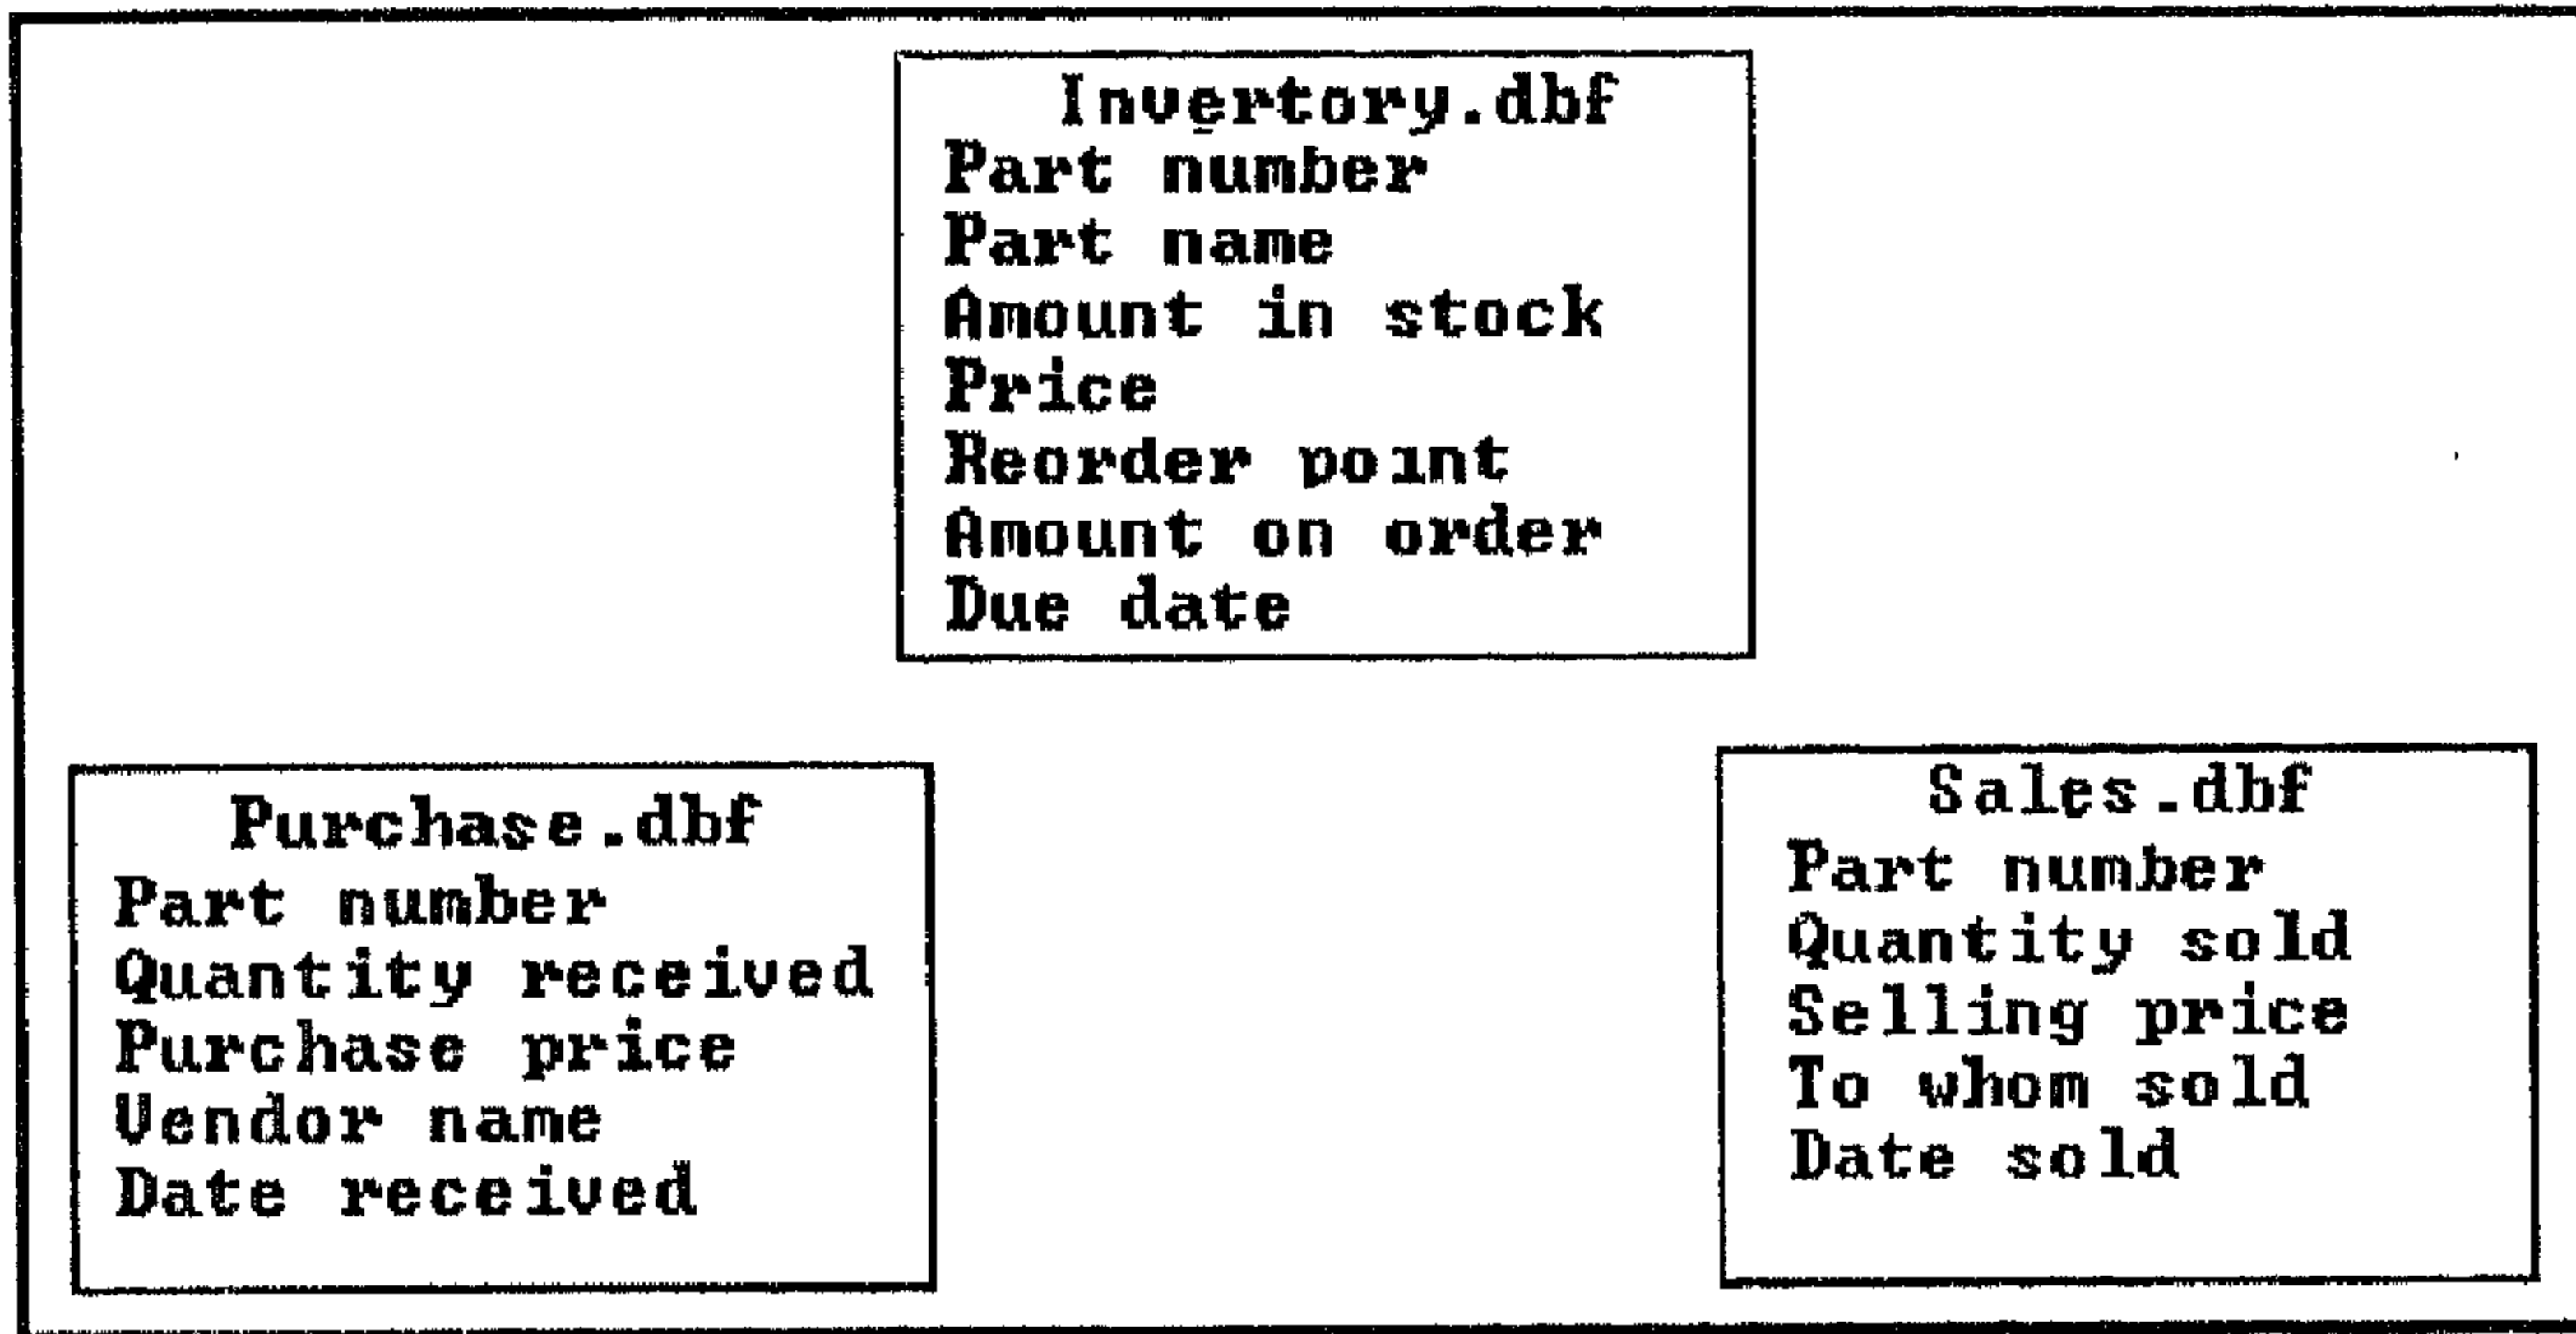 Invertory.dbf
Part number
Part name
Amount in stock
Price
Reorder point
Amount on order
Due date
Purchase.dbf
Part number
Quantity received
Purchase price
Vendor name
Date received
Sales.dbf
Part number
Quantity sold
Selling price
To whom sold
Date sold